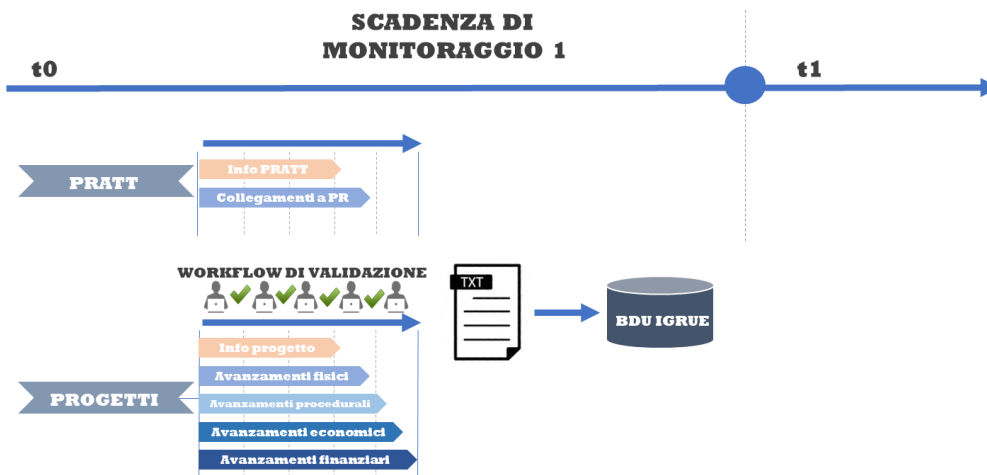 SCADENZA DI
MONITORAGGIO 1
t0
t1
PRATT
Info PRATT
Collegamenti a PR
WORKFLOW DI VALIDAZIONE
TXT
BDU IGRUE
PROGETTI
Info progetto
Avanzamenti fisici
Avanzamenti procedurali
Avanzamenti economici
Avanzamenti finanziari